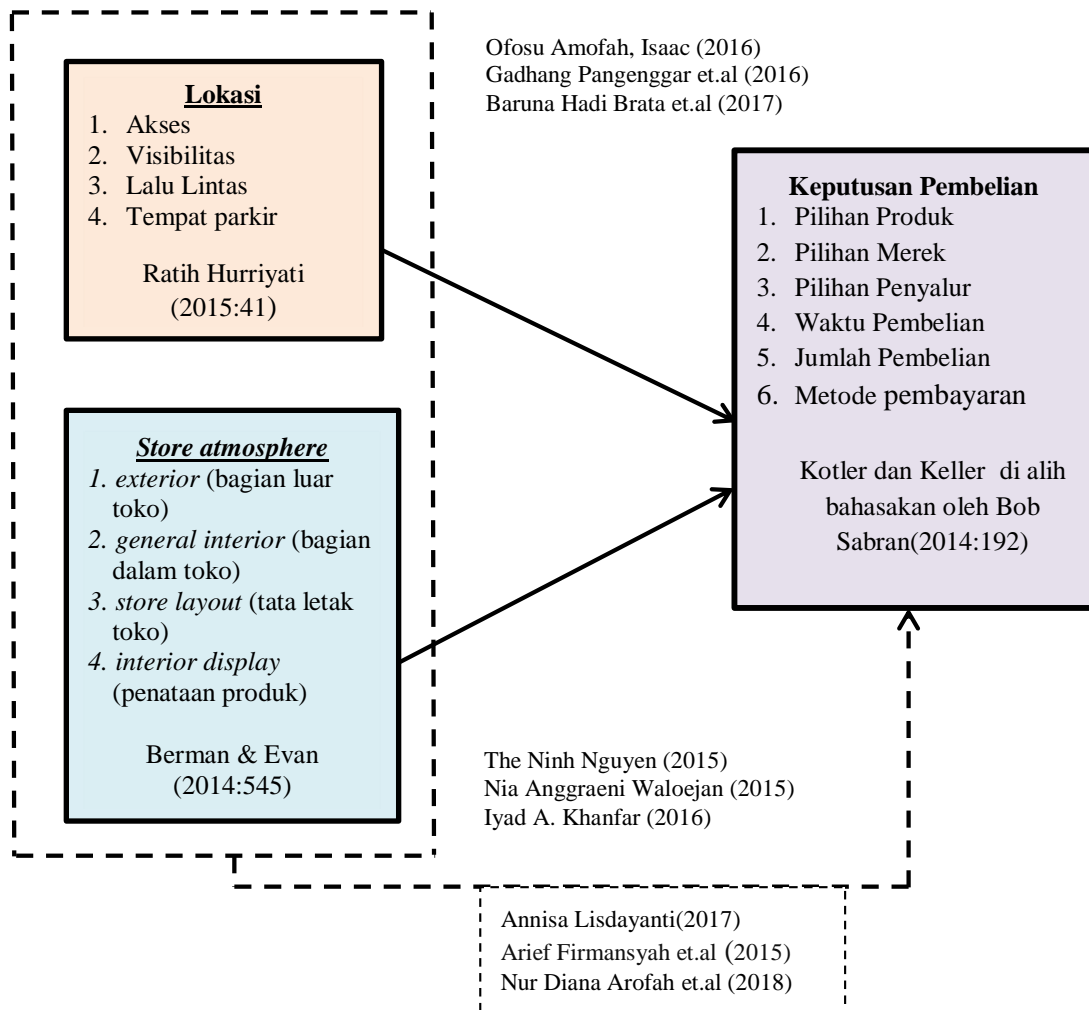 Ofosu Amofah, Isaac (2016)
Gadhang Pangenggar et.al (2016)
Baruna Hadi Brata et.al (2017)
Lokasi
1. Akses
2. Visibilitas
3. Lalu Lintas
4. Tempat parkir
Ratih Hurriyati
(2015:41)
Keputusan Pembelian
1. Pilihan Produk
2. Pilihan Merek
3. Pilihan Penyalur
4. Waktu Pembelian
5. Jumlah Pembelian
6. Metode pembayaran
Kotler dan Keller di alih
bahasakan oleh Bob
Sabran(2014:192)
Store atmosphere
1. exterior (bagian luar
toko)
2. general interior (bagian
dalam toko)
3. store layout (tata letak
toko)
4. interior display
(penataan produk)
Berman & Evan
(2014:545)
The Ninh Nguyen (2015)
Nia Anggraeni Waloejan (2015)
Iyad A. Khanfar (2016)
Annisa Lisdayanti(2017)
Arief Firmansyah et.al (2015)
Nur Diana Arofah et.al (2018)